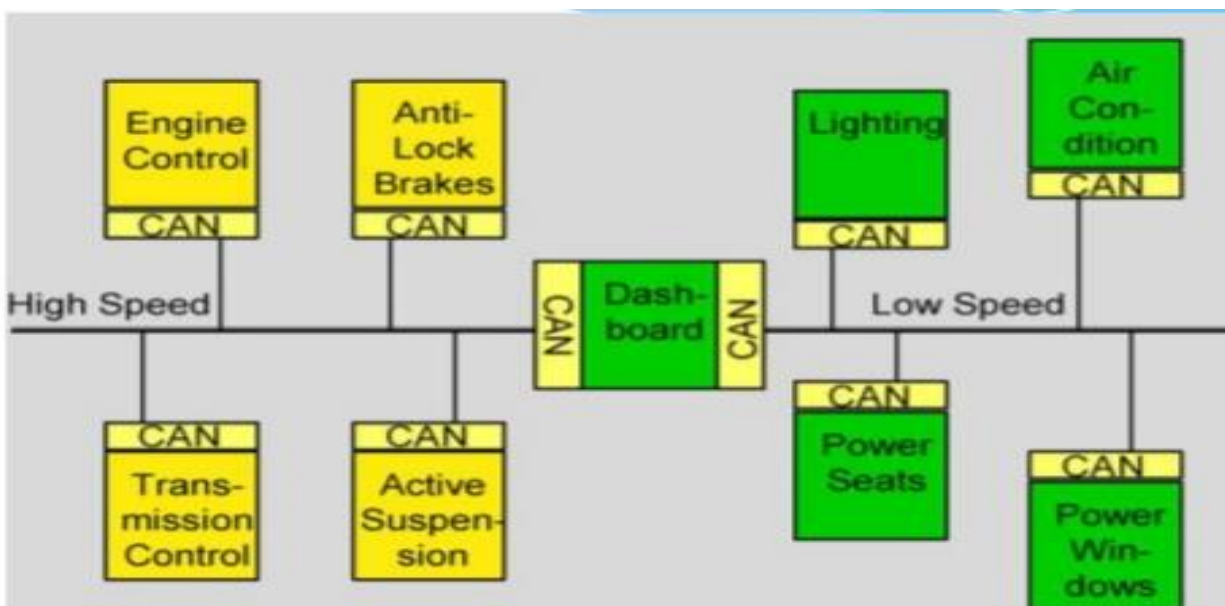 Engine
Control
CAN
Anti-
Lock
Brakes
CAN
Lighting
CAN
Air
Con-
dition
CAN
High Speed
CAN
Dash-
board
CAN
Low Speed
CAN
Trans-
mission
Control
CAN
Active
Suspen-
sion
CAN
Power
Seats
CAN
Power
Win-
dows